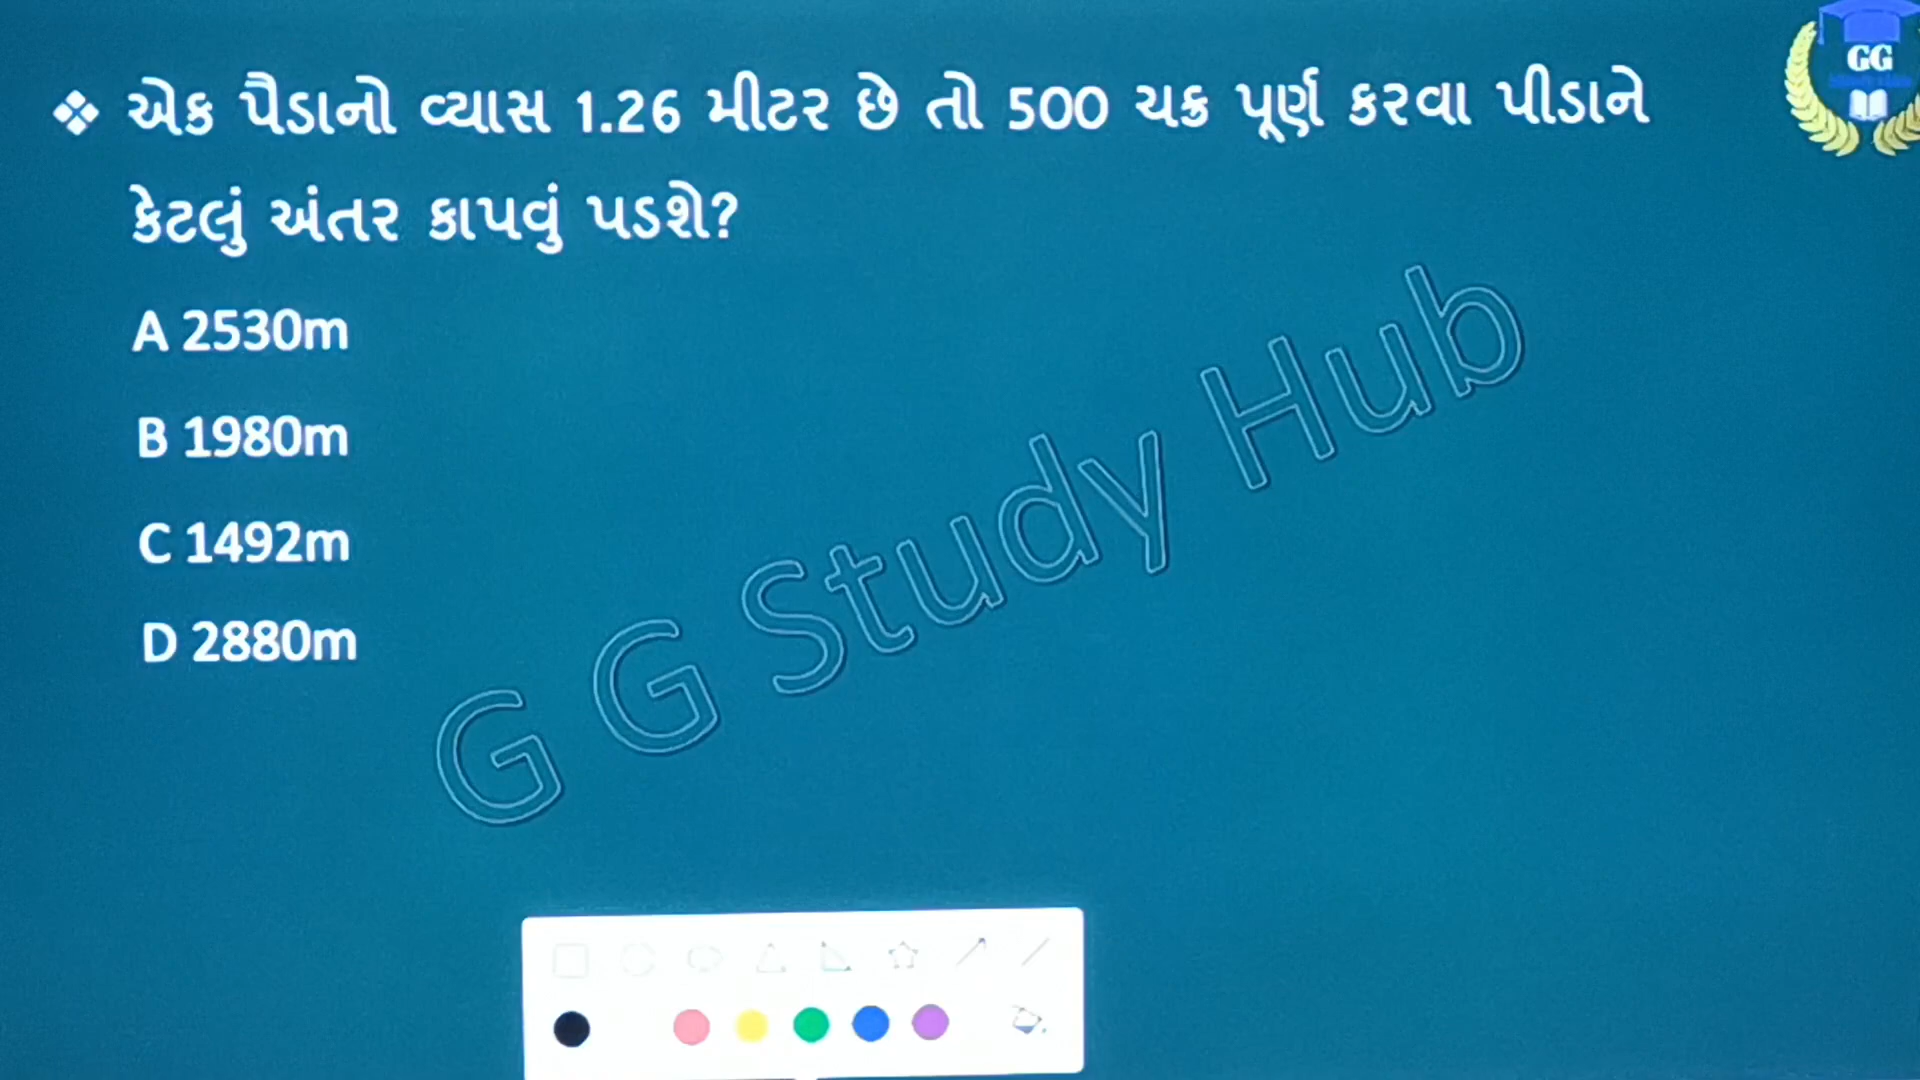 ❖ એક પૈડાનો વ્યાસ 1.26 મીટર છે તો 500 ચક્ર પૂર્ણ કરવા પીડાને
કેટલું અંતર કાપવું પડશે?
A 2530m
B 1980m
C 1492m
D 2880m
G G Study Hub
GG